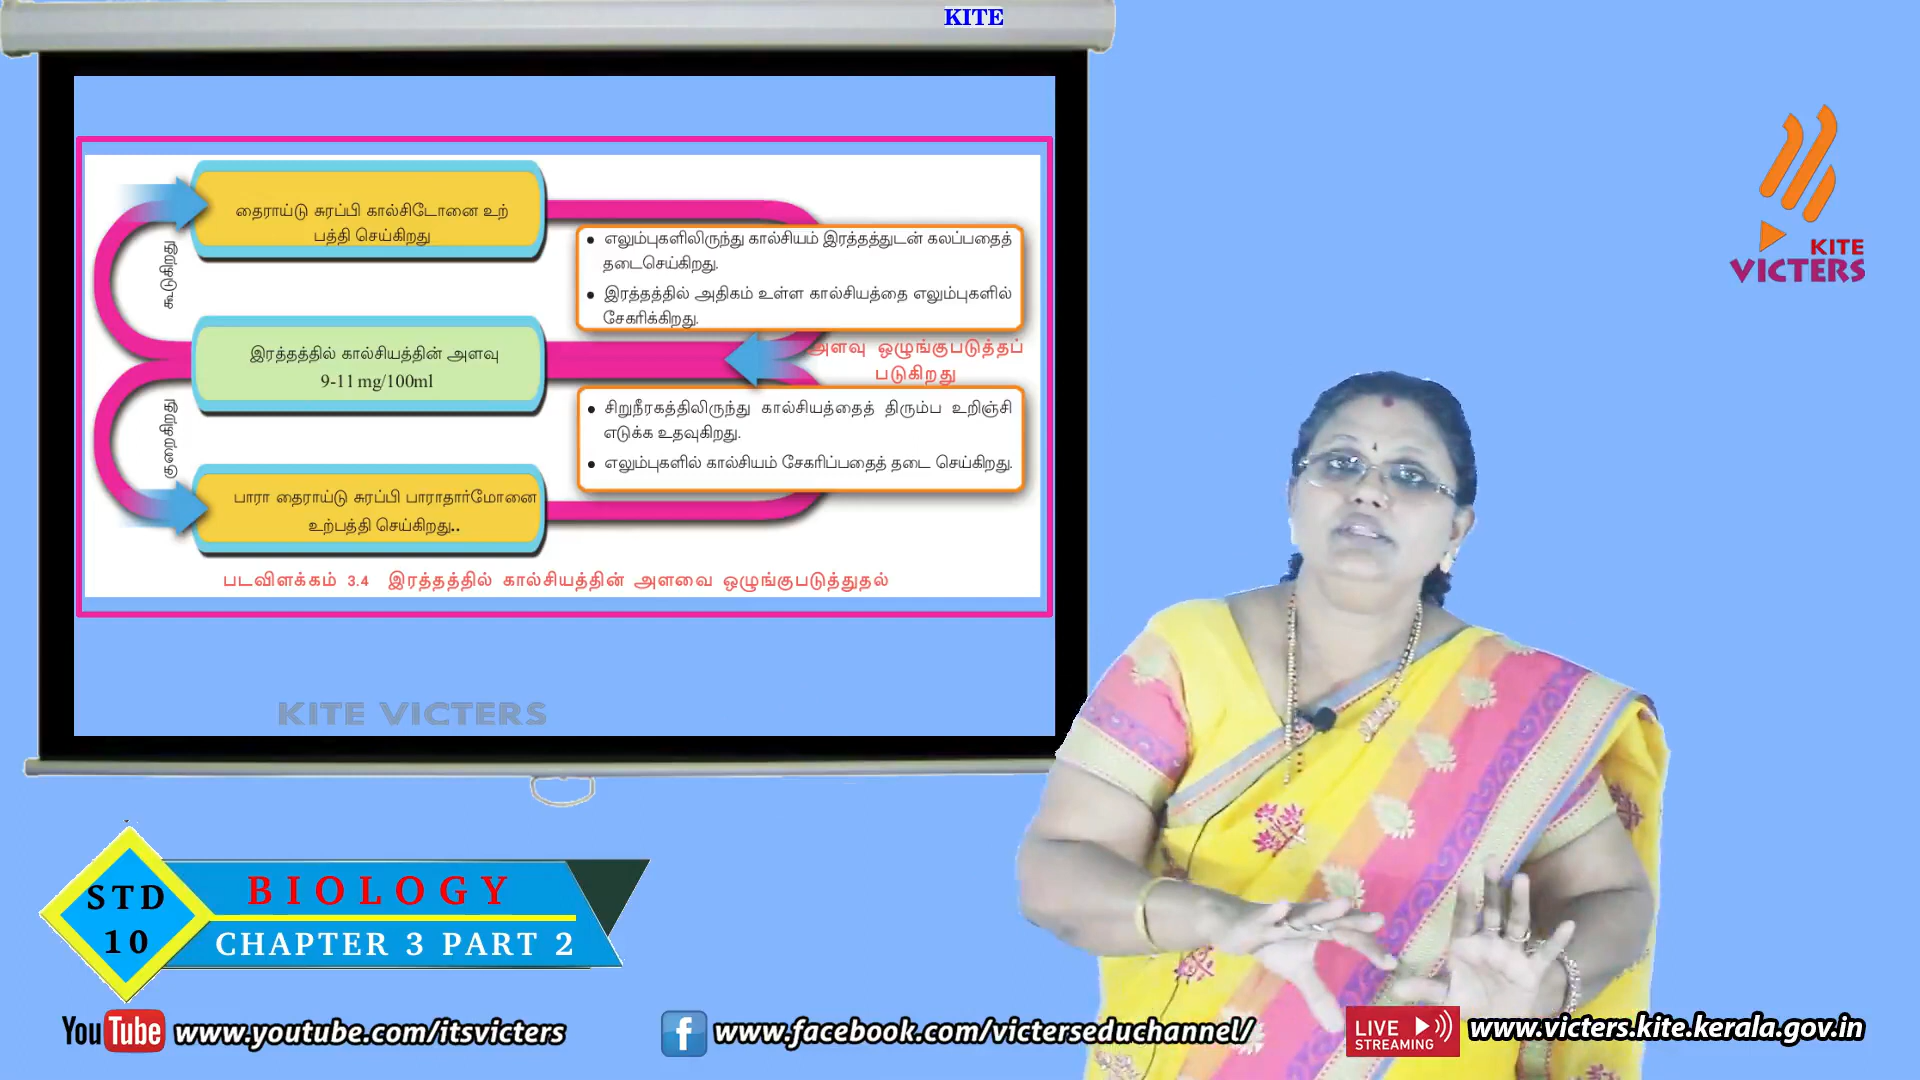 KITE
தைராய்டு சுரப்பி கால்சிடோனை உற்
பத்தி செய்கிறது
கூடுகிறது
• எலும்புகளிலிருந்து கால்சியம் இரத்தத்துடன் கலப்பதைத்
தடைசெய்கிறது.
• இரத்தத்தில் அதிகம் உள்ள கால்சியத்தை எலும்புகளில்
சேகரிக்கிறது.
இரத்தத்தில் கால்சியத்தின் அளவு
9-11 mg/100ml
அளவு ஒழுங்குபடுத்தப்
படுகிறது
குறைகிறது
• சிறுநீரகத்திலிருந்து கால்சியத்தைத் திரும்ப உறிஞ்சி
எடுக்க உதவுகிறது.
• எலும்புகளில் கால்சியம் சேகரிப்பதைத் தடை செய்கிறது.
பாரா தைராய்டு சுரப்பி பாராதார்மோனை
உற்பத்தி செய்கிறது..
படவிளக்கம் 3.4 இரத்தத்தில் கால்சியத்தின் அளவை ஒழுங்குபடுத்துதல்
KITE VICTERS
KITE
VICTERS
STD
10
BIOLOGY
CHAPTER 3 PART 2
YouTube www.youtube.com/itsvicters
f www.facebook.com/victerseduchannel/
LIVE
STREAMING
www.victers.kite.kerala.gov.in